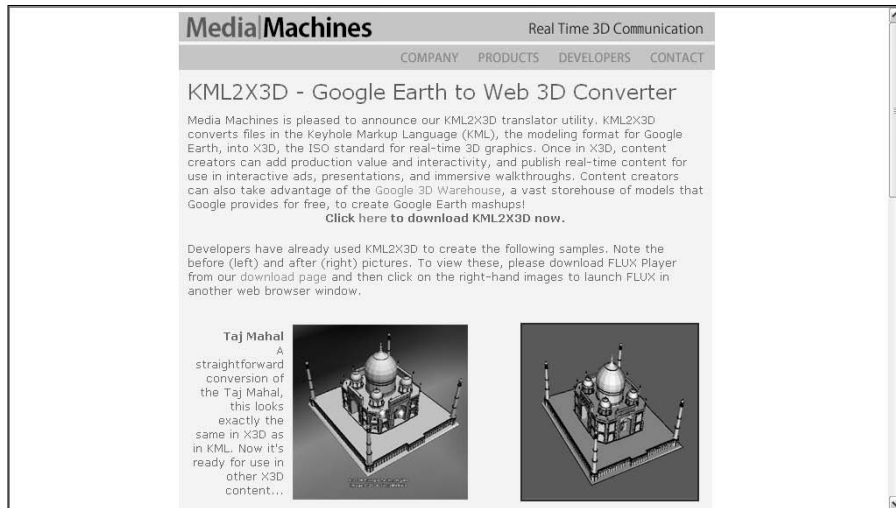 Media|Machines
Real Time 3D Communication
COMPANY PRODUCTS DEVELOPERS CONTACT
KML2X3D - Google Earth to Web 3D Converter
Media Machines is pleased to announce our KML2X3D translator utility. KML2X3D
converts files in the Keyhole Markup Language (KML), the modeling format for Google
Earth, into X3D, the ISO standard for real-time 3D graphics. Once in X3D, content
creators can add production value and interactivity, and publish real-time content for
use in interactive ads, presentations, and immersive walkthroughs. Content creators
can also take advantage of the Google 3D Warehouse, a vast storehouse of models that
Google provides for free, to create Google Earth mashups!
Click here to download KML2X3D now.
Developers have already used KML2X3D to create the following samples. Note the
before (left) and after (right) pictures. To view these, please download FLUX Player
from our download page and then click on the right-hand images to launch FLUX in
another web browser window.
Taj Mahal
A
straightforward
conversion of
the Taj Mahal,
this looks
exactly the
same in X3D as
in KML. Now it's
ready for use in
other X3D
content...